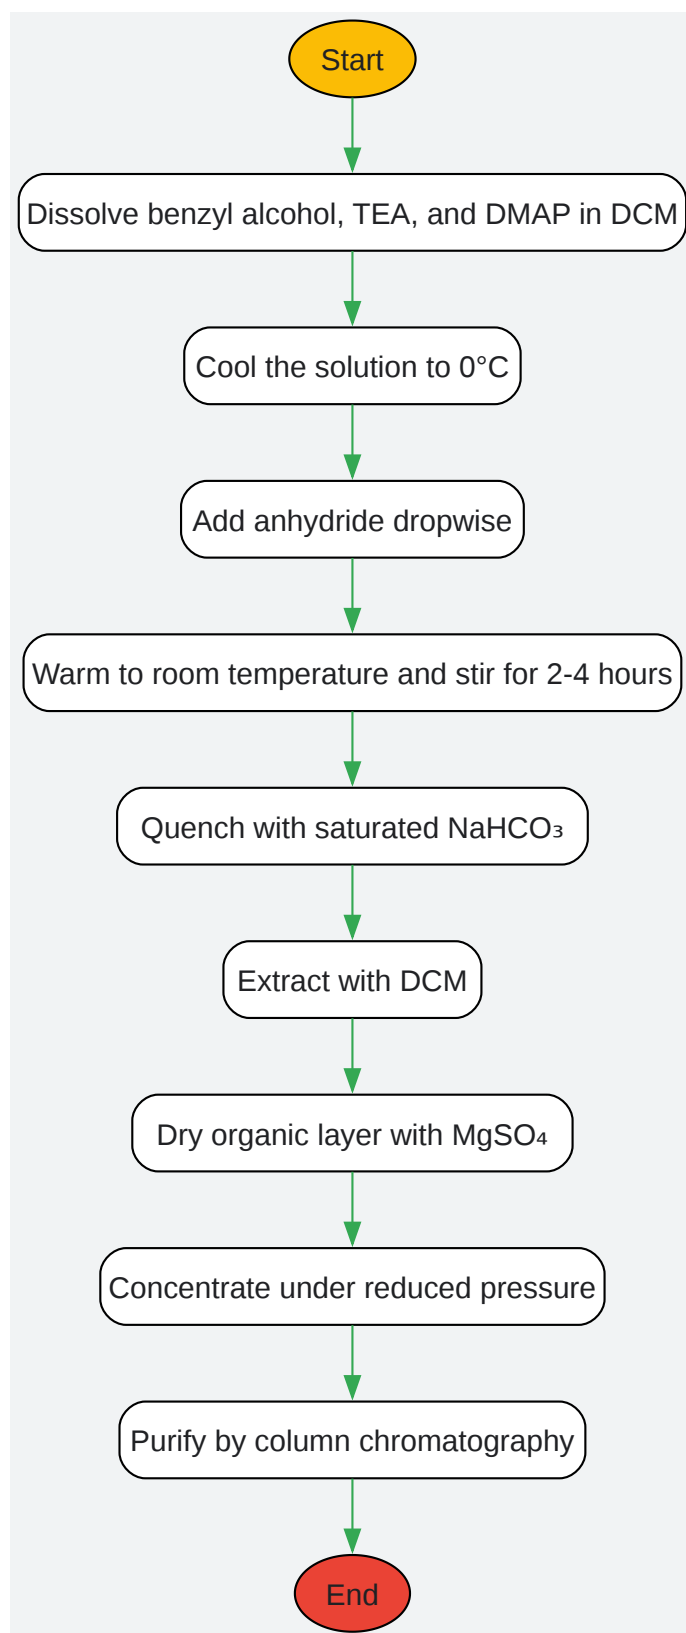 Start
Dissolve benzyl alcohol, TEA, and DMAP in DCM
Cool the solution to 0°C
Add anhydride dropwise
Warm to room temperature and stir for 2-4 hours
Quench with saturated NaHCO₃
Extract with DCM
Dry organic layer with MgSO₄
Concentrate under reduced pressure
Purify by column chromatography
End